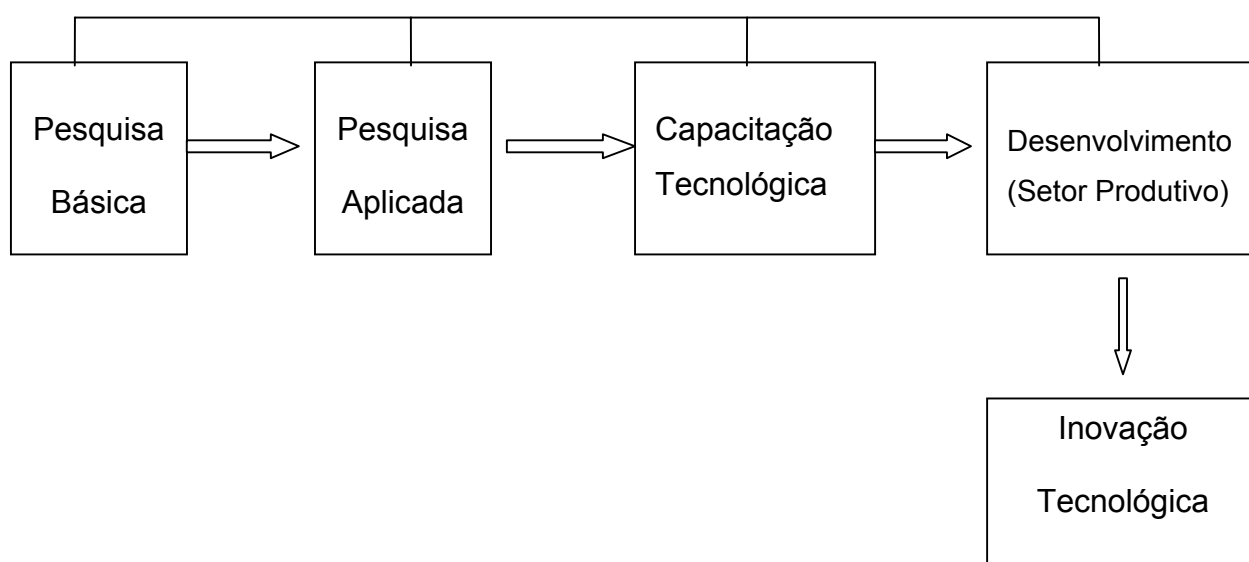 Pesquisa
Básica
Pesquisa
Aplicada
Capacitação
Tecnológica
Desenvolvimento
(Setor Produtivo)
Inovação
Tecnológica